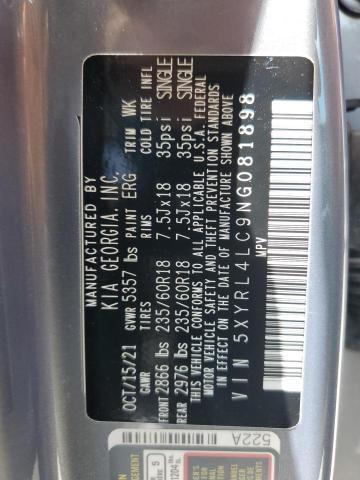 MANUFACTURED BY
KIA GEORGIA, INC.
OCT/15/21 GVWR 5357 lbs PAINT ERG TRIM WK
GAWR TIRES RIMS COLD TIRE INFL
FRONT 2866 lbs 235/60R18 7.5Jx18 35psi SINGLE
REAR 2976 lbs 235/60R18 7.5Jx18 35psi SINGLE
THIS VEHICLE CONFORMS TO ALL APPLICABLE U.S.A. FEDERAL
MOTOR VEHICLE SAFETY AND THEFT PREVENTION STANDARDS
IN EFFECT ON THE DATE OF MANUFACTURE SHOWN ABOVE
VIN 5XYRL4LC9NG081898
MPV
522A
5
1204